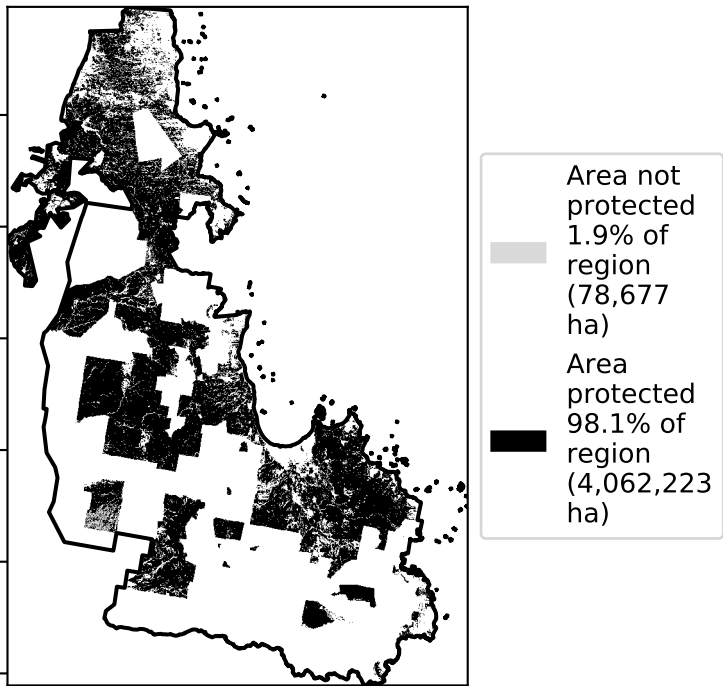 Area not
protected
1.9% of
region
(78,677
ha)
Area
protected
98.1% of
region
(4,062,223
ha)